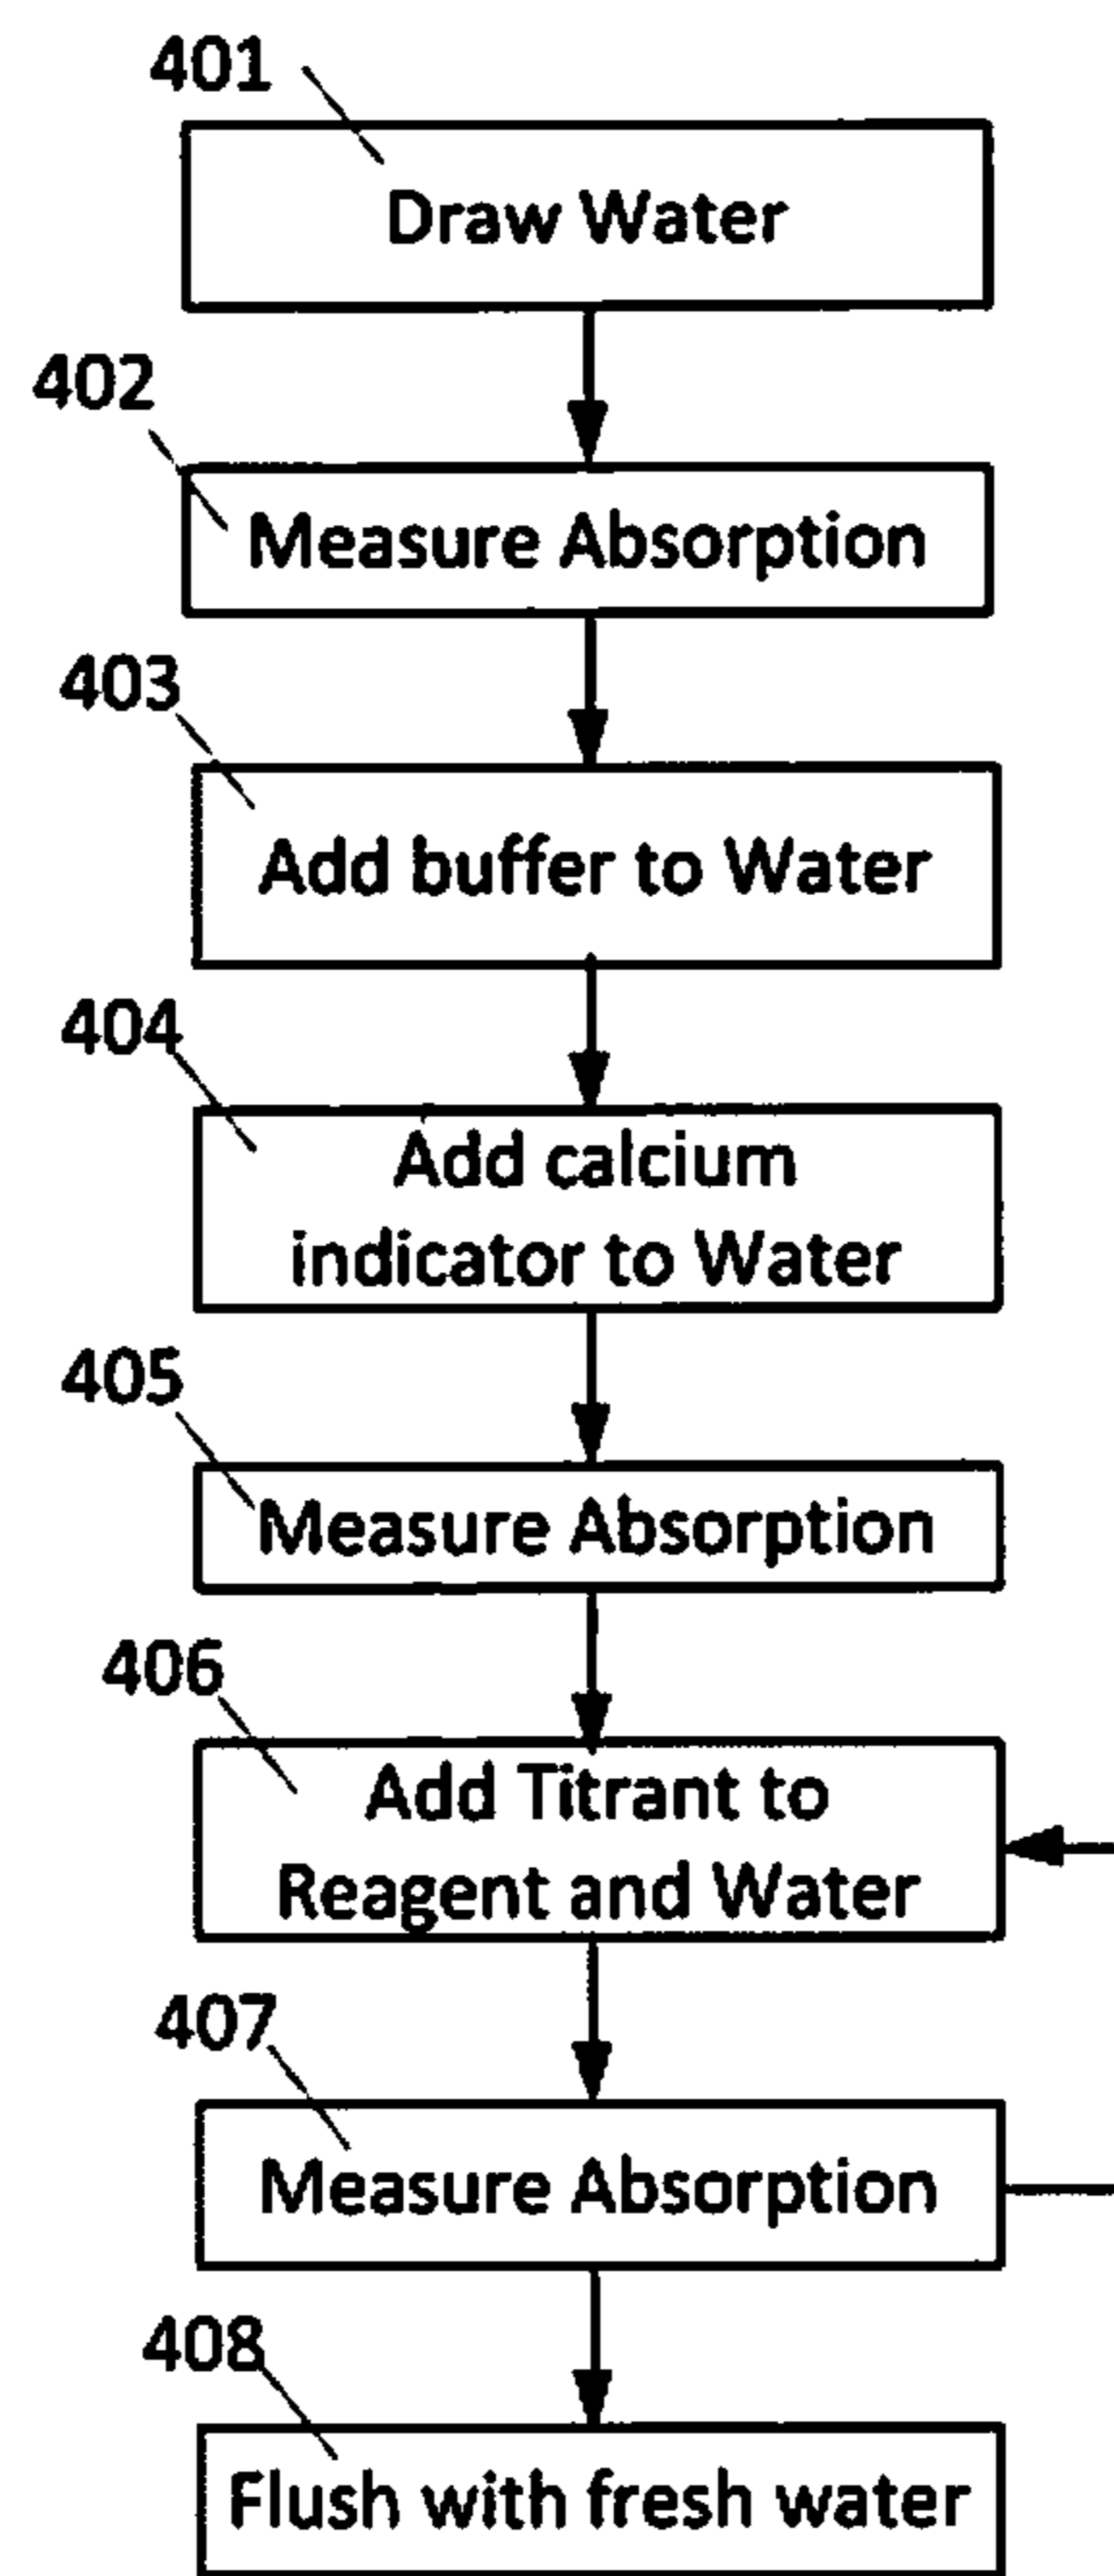 401
Draw Water
402
Measure Absorption
403
Add buffer to Water
404
Add calcium
indicator to Water
405
Measure Absorption
406
Add Titrant to
Reagent and Water
407
Measure Absorption
408
Flush with fresh water